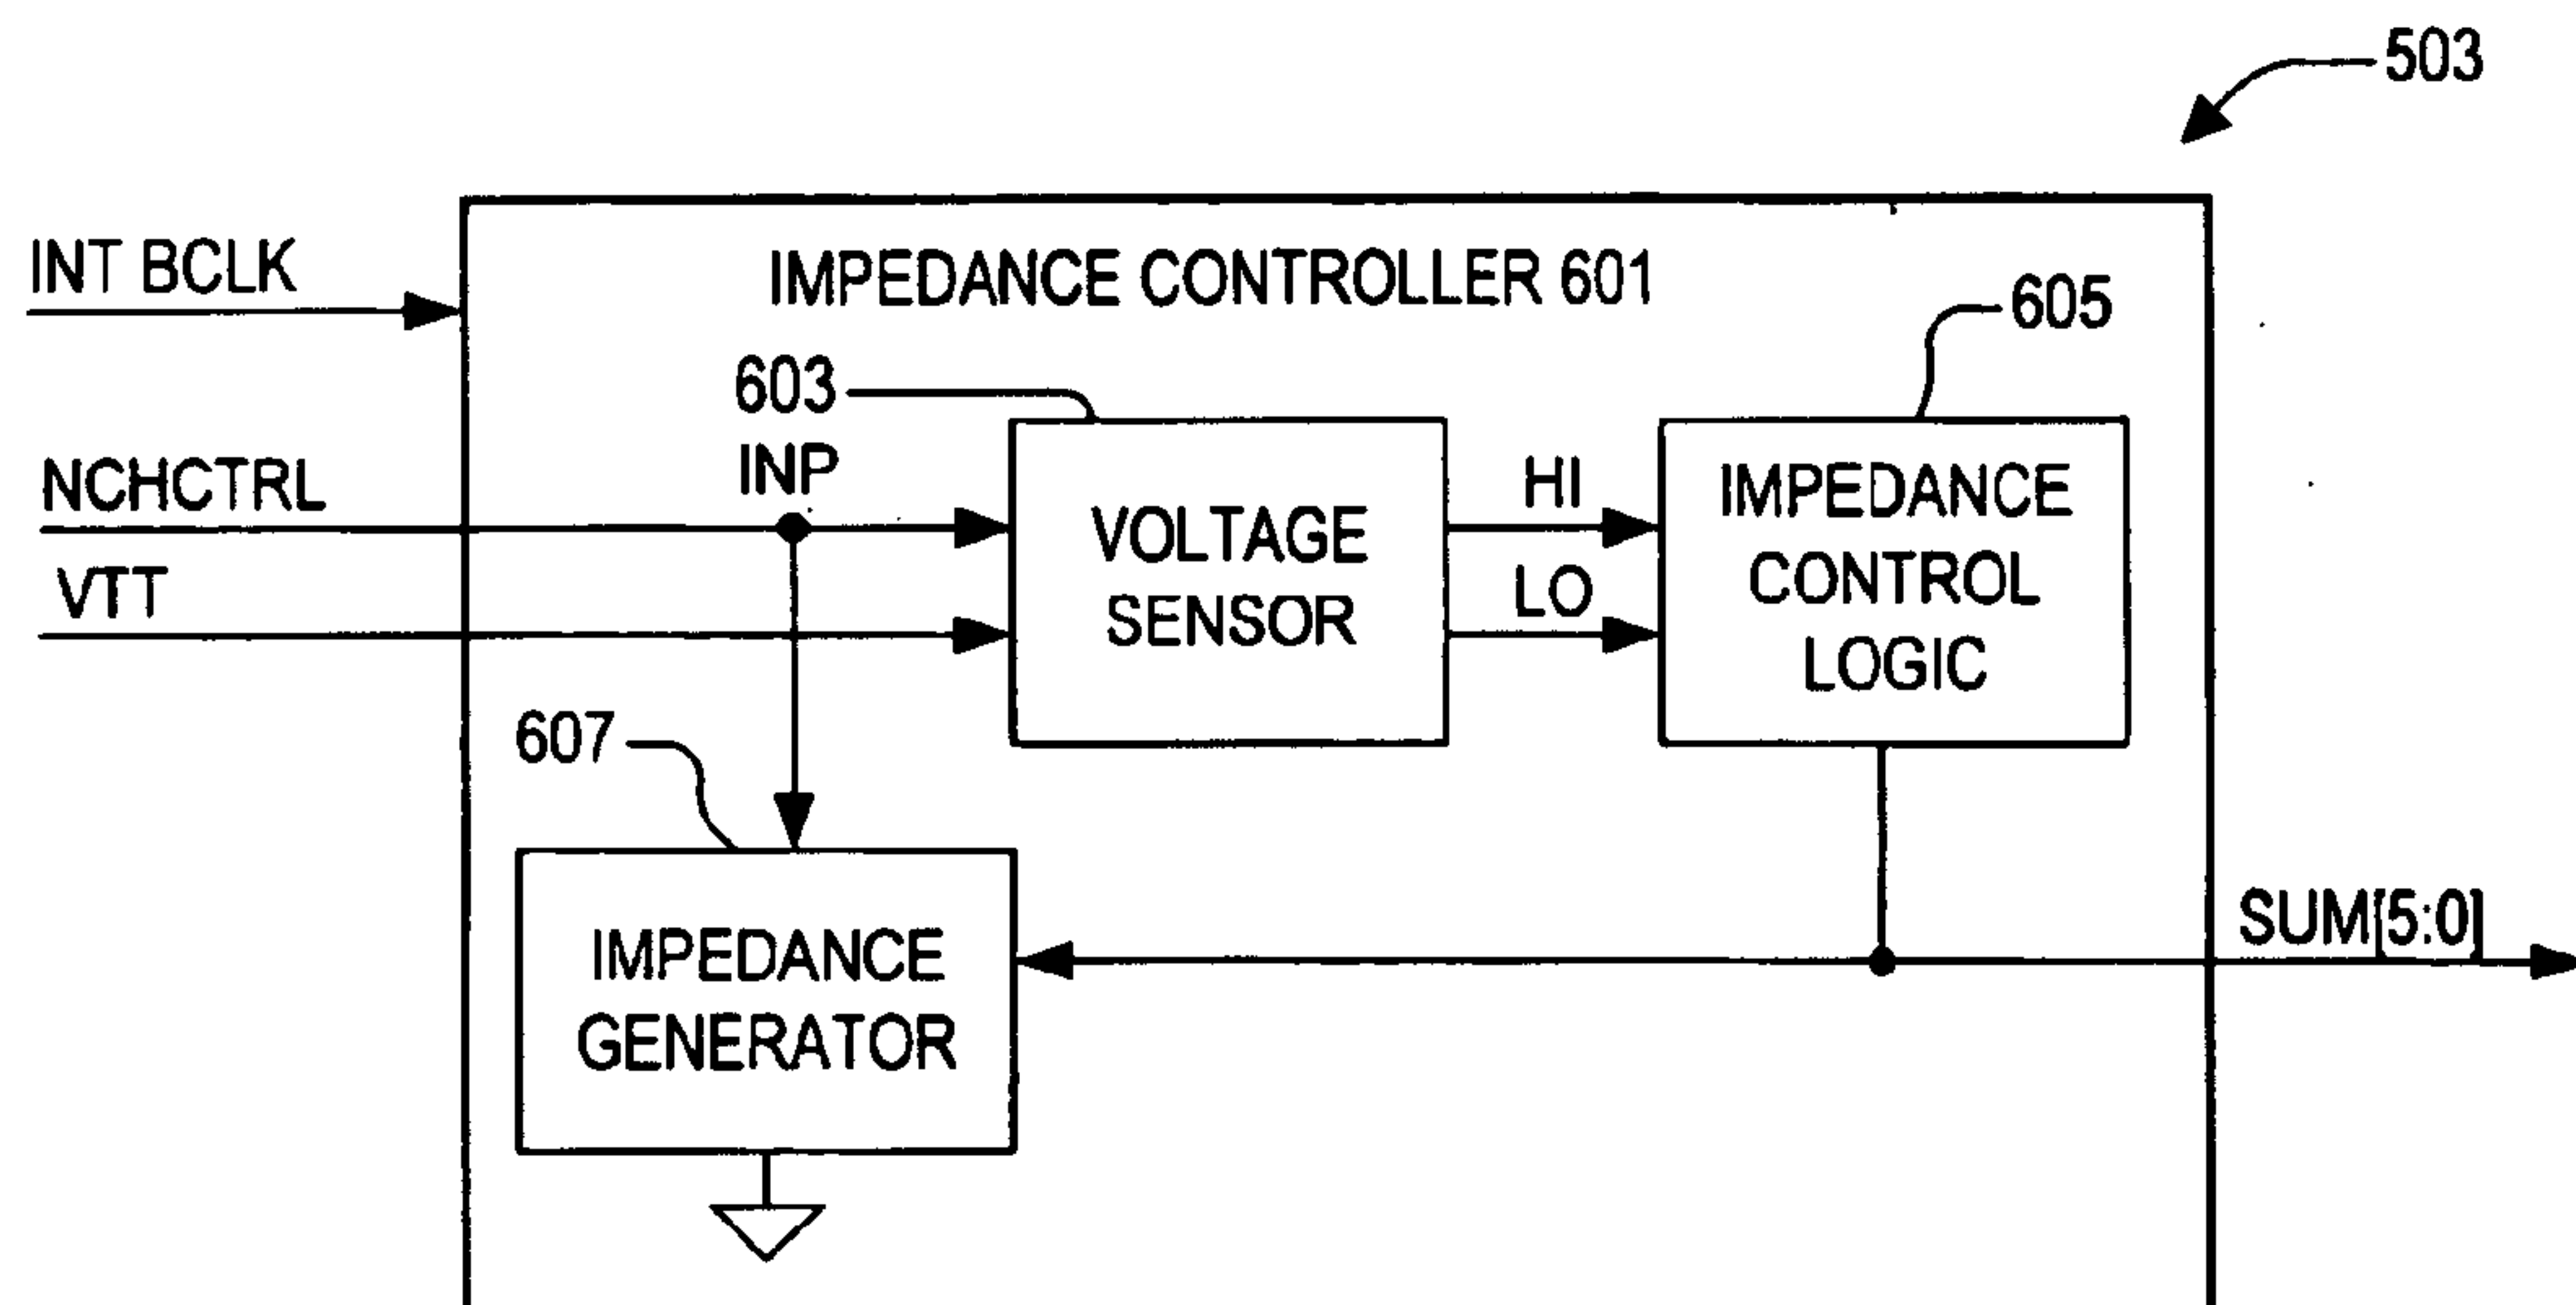 503
INT BCLK
IMPEDANCE CONTROLLER 601
605
603
NCHCTRL
INP
HI
VTT
LO
VOLTAGE
SENSOR
IMPEDANCE
CONTROL
LOGIC
607
IMPEDANCE
GENERATOR
SUM[5:0]